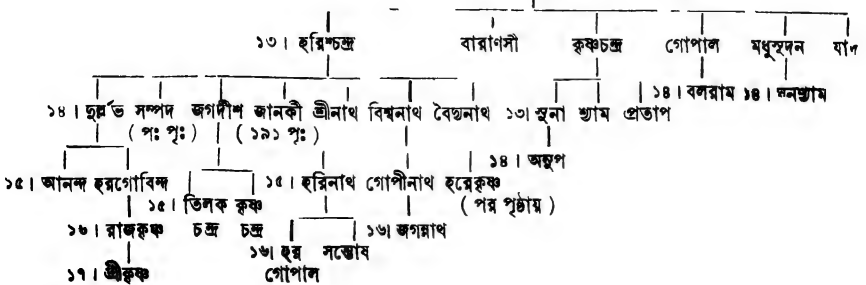 ১৩। হরিশ্চন্দ্র বারাণসী কৃষ্ণচন্দ্র গোপাল মধুসূদন যাদ
১৪। দুর্ল্লভ সম্পদ জগদীশ জানকী শ্রীনাথ বিশ্বনাথ বৈদ্যনাথ ১৩। সুনা শ্যাম প্রতাপ ১৪। বলরাম ১৪। ঘনশ্যাম
( পঃ পৃঃ ) ( ১৯১ পৃঃ )
১৪। অনুপ
১৫। আনন্দ হরগোবিন্দ ১৫। তিলক কৃষ্ণ ১৫। হরিনাথ গোপীনাথ হরেকৃষ্ণ
( পর পৃষ্ঠায় )
১৬। রাজকৃষ্ণ চন্দ্র চন্দ্র ১৬। জগন্নাথ
১৬। হর সন্তোষ
১৭। শ্রীকৃষ্ণ গোপাল